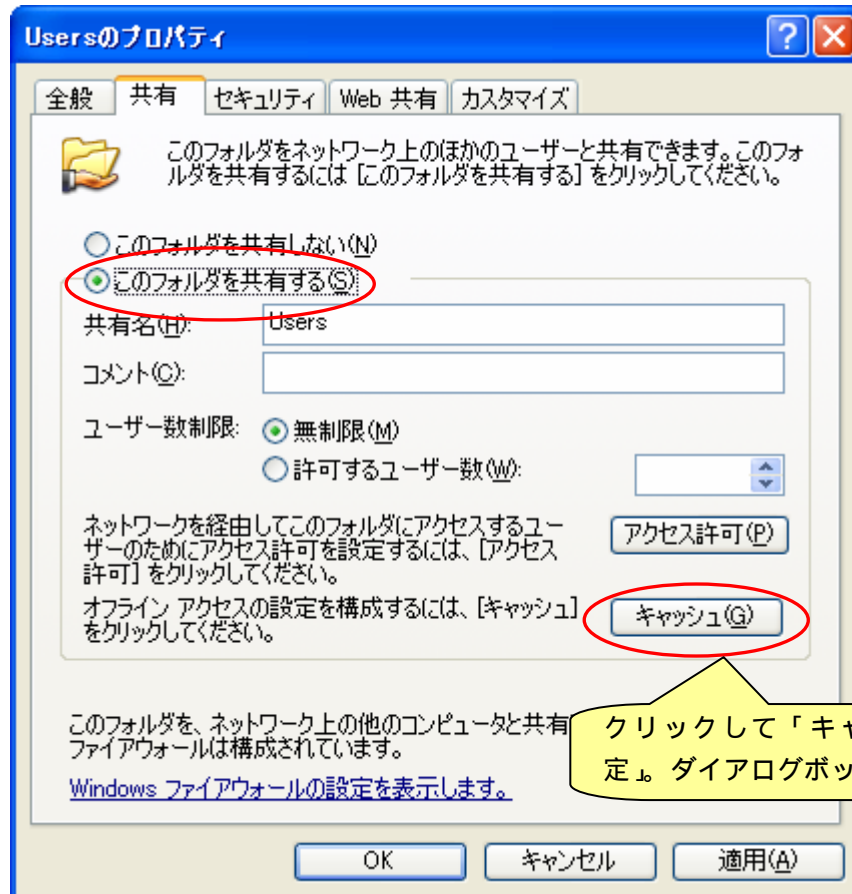 Usersのプロパティ
全般 共有 セキュリティ Web 共有 カスタマイズ
このフォルダをネットワーク上のほかのユーザーと共有できます。このフォ
ルダを共有するには [このフォルダを共有する] をクリックしてください。
このフォルダを共有しない(N)
このフォルダを共有する(S)
共有名(H): Users
コメント(C):
ユーザー数制限: 無制限(M)
許可するユーザー数(W):
ネットワークを経由してこのフォルダにアクセスするユー
ザーのためにアクセス許可を設定するには、[アクセス
許可] をクリックしてください。
アクセス許可(P)
オフライン アクセスの設定を構成するには、[キャッシュ]
をクリックしてください。
キャッシュ(G)
このフォルダを、ネットワーク上の他のコンピュータと共有
ファイアウォールは構成されています。
Windows ファイアウォールの設定を表示します。
クリックして「キャ
定」。ダイアログボッ
OK キャンセル 適用(A)